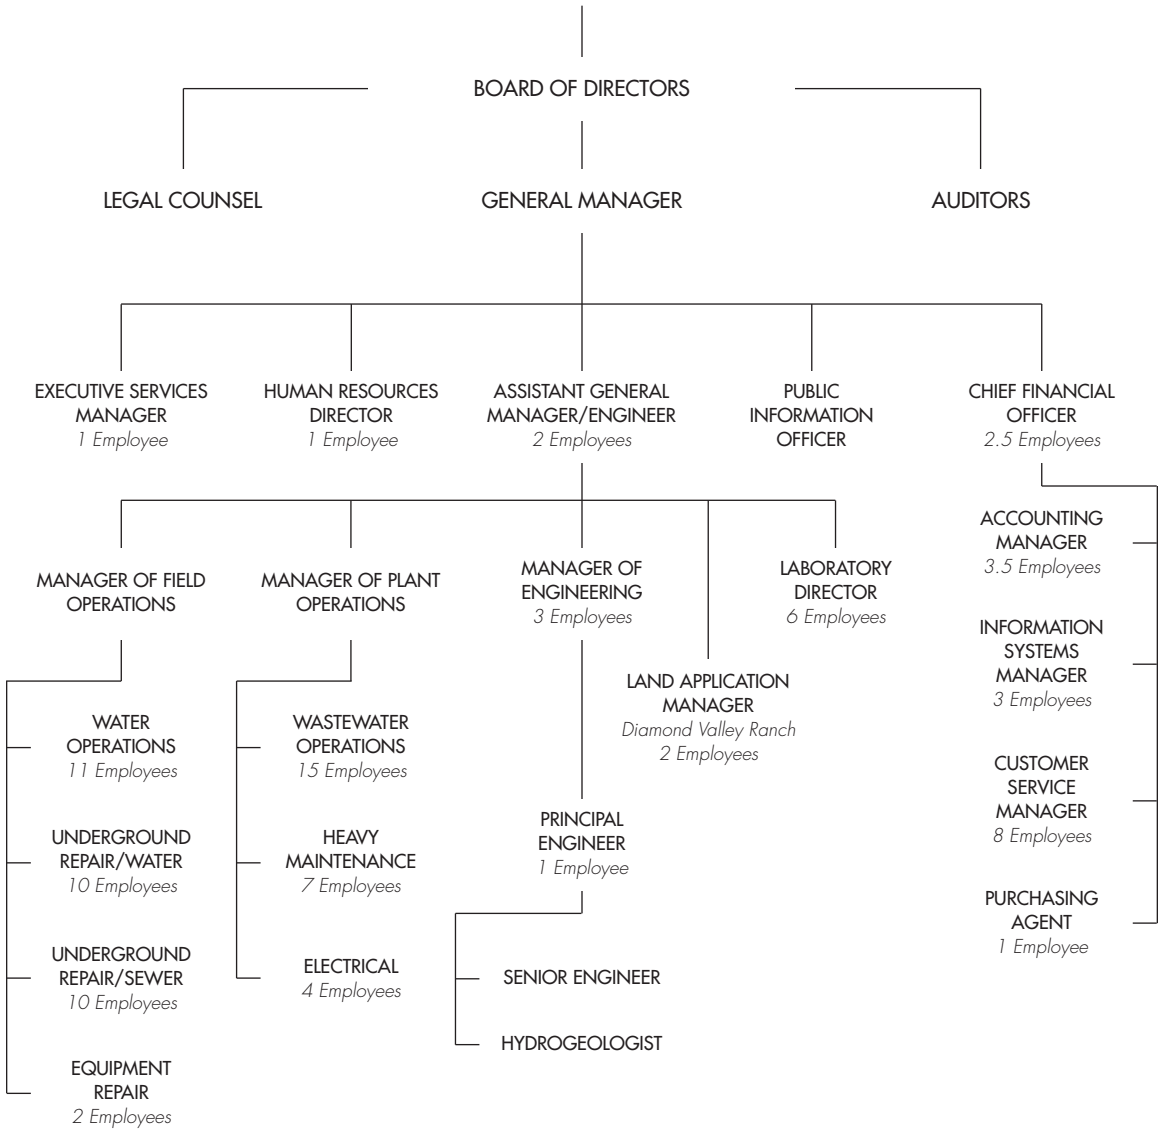 BOARD OF DIRECTORS
LEGAL COUNSEL
GENERAL MANAGER
AUDITORS
EXECUTIVE SERVICES
MANAGER
1 Employee
HUMAN RESOURCES
DIRECTOR
1 Employee
ASSISTANT GENERAL
MANAGER/ENGINEER
2 Employees
PUBLIC
INFORMATION
OFFICER
CHIEF FINANCIAL
OFFICER
2.5 Employees
MANAGER OF FIELD
OPERATIONS
WATER
OPERATIONS
11 Employees
UNDERGROUND
REPAIR/WATER
10 Employees
UNDERGROUND
REPAIR/SEWER
10 Employees
EQUIPMENT
REPAIR
2 Employees
MANAGER OF PLANT
OPERATIONS
WASTEWATER
OPERATIONS
15 Employees
HEAVY
MAINTENANCE
7 Employees
ELECTRICAL
4 Employees
MANAGER OF
ENGINEERING
3 Employees
PRINCIPAL
ENGINEER
1 Employee
SENIOR ENGINEER
HYDROGEOLOGIST
LAND APPLICATION
MANAGER
Diamond Valley Ranch
2 Employees
LABORATORY
DIRECTOR
6 Employees
ACCOUNTING
MANAGER
3.5 Employees
INFORMATION
SYSTEMS
MANAGER
3 Employees
CUSTOMER
SERVICE
MANAGER
8 Employees
PURCHASING
AGENT
1 Employee